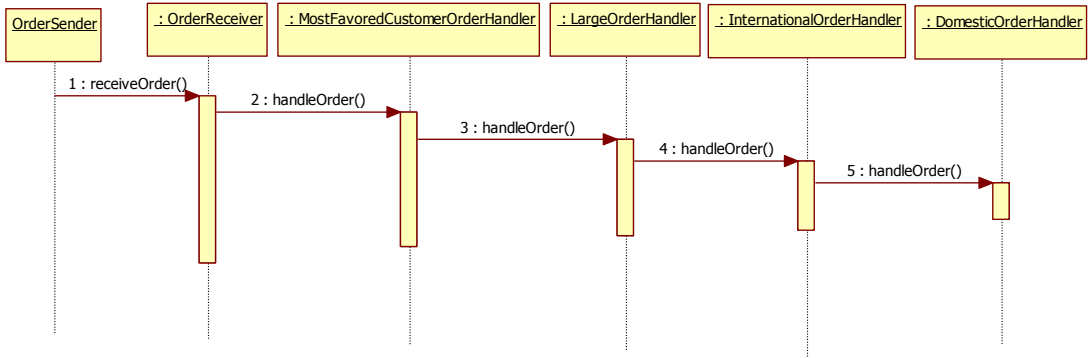 OrderSender
: OrderReceiver
: MostFavoredCustomerOrderHandler
: LargeOrderHandler
: InternationalOrderHandler
: DomesticOrderHandler
1 : receiveOrder()
2 : handleOrder()
3 : handleOrder()
4 : handleOrder()
5 : handleOrder()